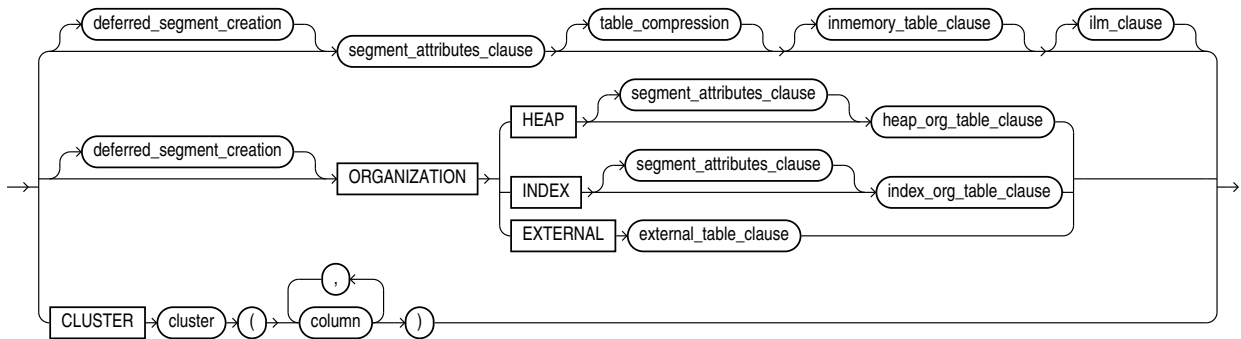 deferred_segment_creation table_compression inmemory_table_clause ilm_clause
segment_attributes_clause
segment_attributes_clause
HEAP heap_org_table_clause
deferred_segment_creation segment_attributes_clause
ORGANIZATION
INDEX index_org_table_clause
EXTERNAL external_table_clause
,
CLUSTER cluster ( column )